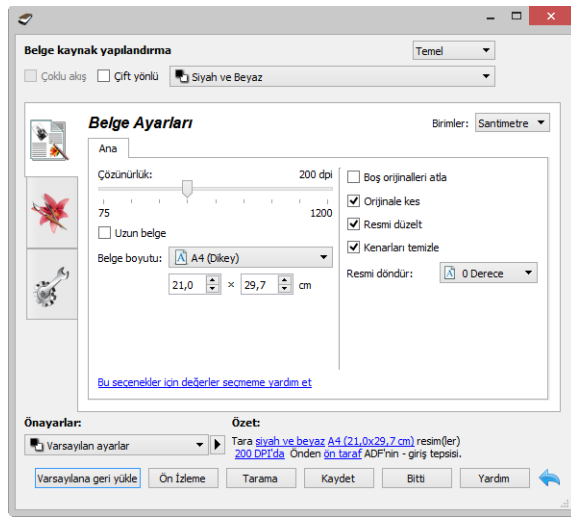 Belge kaynak yapılandırma
Temel
Çoklu akış
Çift yönlü
Siyah ve Beyaz
Belge Ayarları
Birimler: Santimetre
Ana
Çözünürlük: 200 dpi
75 1200
Uzun belge
Belge boyutu: A4 (Dikey)
21,0 × 29,7 cm
Boş orijinalleri atla
Orijinale kes
Resmi düzelt
Kenarları temizle
Resmi döndür: 0 Derece
Bu seçenekler için değerler seçmeme yardım et
Önayarlar:
Varsayılan ayarlar
Özet:
Tara siyah ve beyaz A4 (21,0x29,7 cm) resim(ler)
200 DPI'da Önden ön taraf ADF'nin - giriş tepsisi.
Varsayılana geri yükle
Ön İzleme
Tarama
Kaydet
Bitti
Yardım